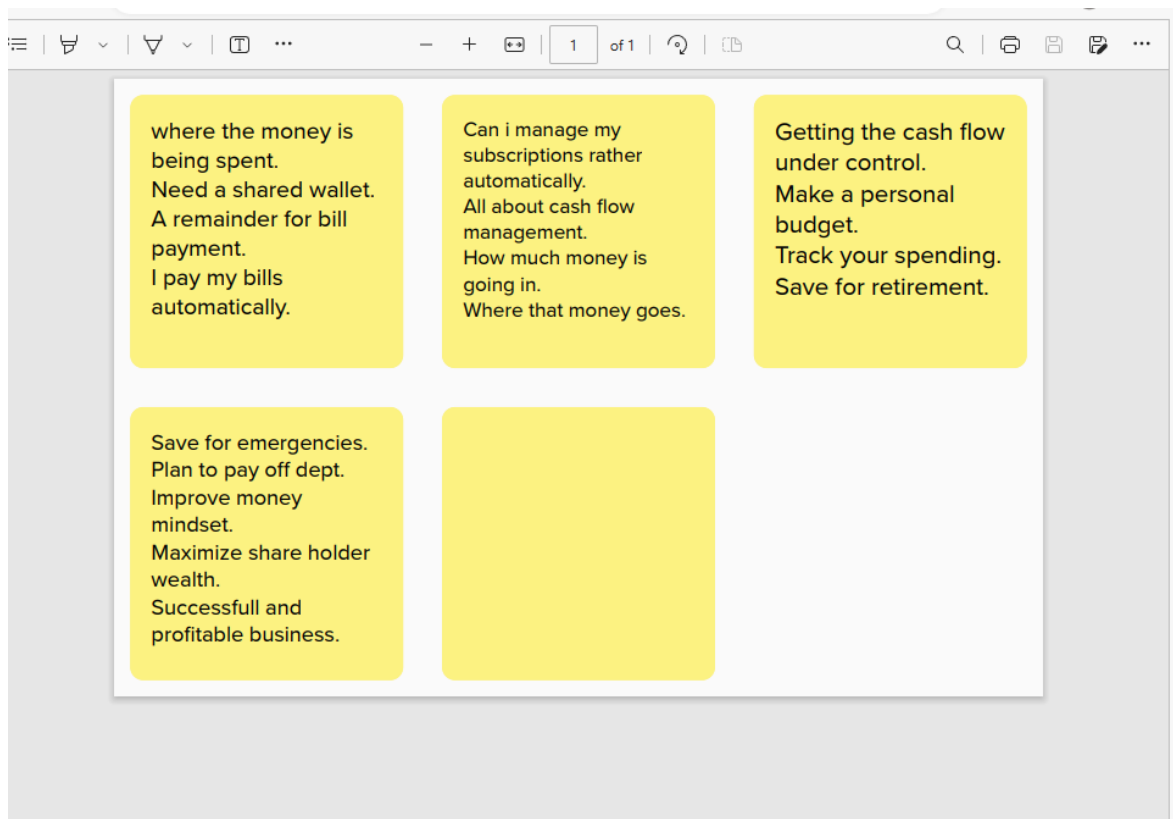 1 of 1
where the money is
being spent.
Need a shared wallet.
A remainder for bill
payment.
I pay my bills
automatically.
Can i manage my
subscriptions rather
automatically.
All about cash flow
management.
How much money is
going in.
Where that money goes.
Getting the cash flow
under control.
Make a personal
budget.
Track your spending.
Save for retirement.
Save for emergencies.
Plan to pay off dept.
Improve money
mindset.
Maximize share holder
wealth.
Successfull and
profitable business.